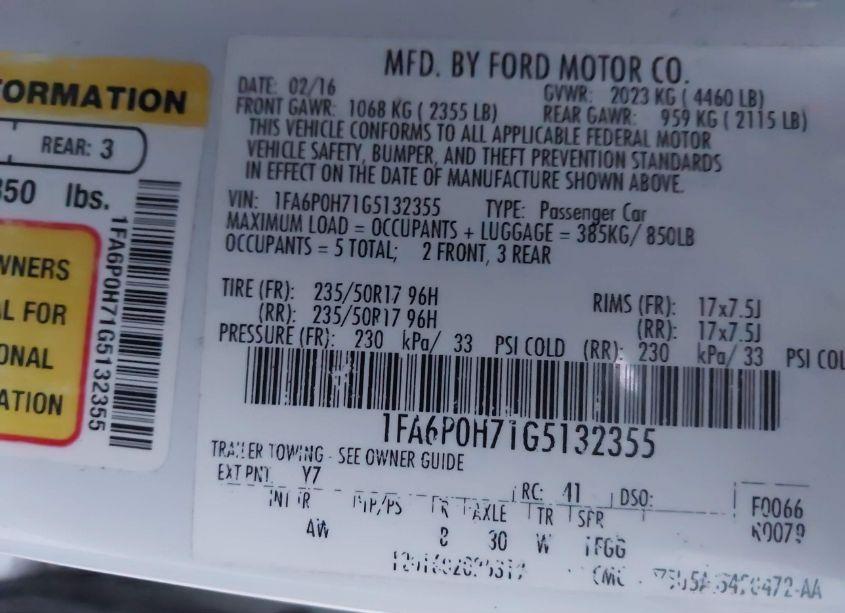 ORMATION
REAR: 3
350 lbs.
WNERS
L FOR
ONAL
ATION
1FA6P0H71G5132355
MFD. BY FORD MOTOR CO.
DATE: 02/16 GVWR: 2023 KG ( 4460 LB)
FRONT GAWR: 1068 KG ( 2355 LB) REAR GAWR: 959 KG ( 2115 LB)
THIS VEHICLE CONFORMS TO ALL APPLICABLE FEDERAL MOTOR
VEHICLE SAFETY, BUMPER, AND THEFT PREVENTION STANDARDS
IN EFFECT ON THE DATE OF MANUFACTURE SHOWN ABOVE.
VIN: 1FA6P0H71G5132355 TYPE: Passenger Car
MAXIMUM LOAD = OCCUPANTS + LUGGAGE = 385KG/ 850LB
OCCUPANTS = 5 TOTAL; 2 FRONT, 3 REAR
TIRE (FR): 235/50R17 96H RIMS (FR): 17x7.5J
(RR): 235/50R17 96H (RR): 17x7.5J
PRESSURE (FR): 230 kPa/ 33 PSI COLD (RR): 230 kPa/ 33 PSI COL
1FA6P0H71G5132355
TRAILER TOWING - SEE OWNER GUIDE
EXT PNT Y7 RC: 41 DSO: F0066
INT TR TP/PS R AXLE TR SPR K0079
AW 8 30 W